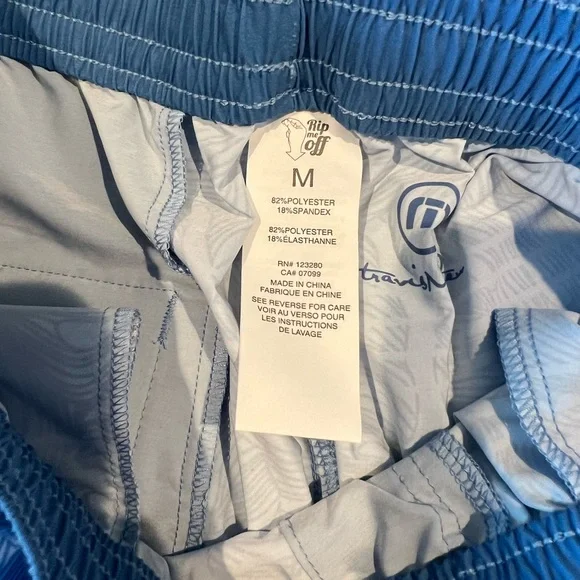 Rip
me
off
M
82%POLYESTER
18%SPANDEX
82%POLYESTER
18%ÉLASTHANNE
RN# 123280
CA# 07099
MADE IN CHINA
FABRIQUE EN CHINE
SEE REVERSE FOR CARE
VOIR AU VERSO POUR
LES INSTRUCTIONS
DE LAVAGE
travis